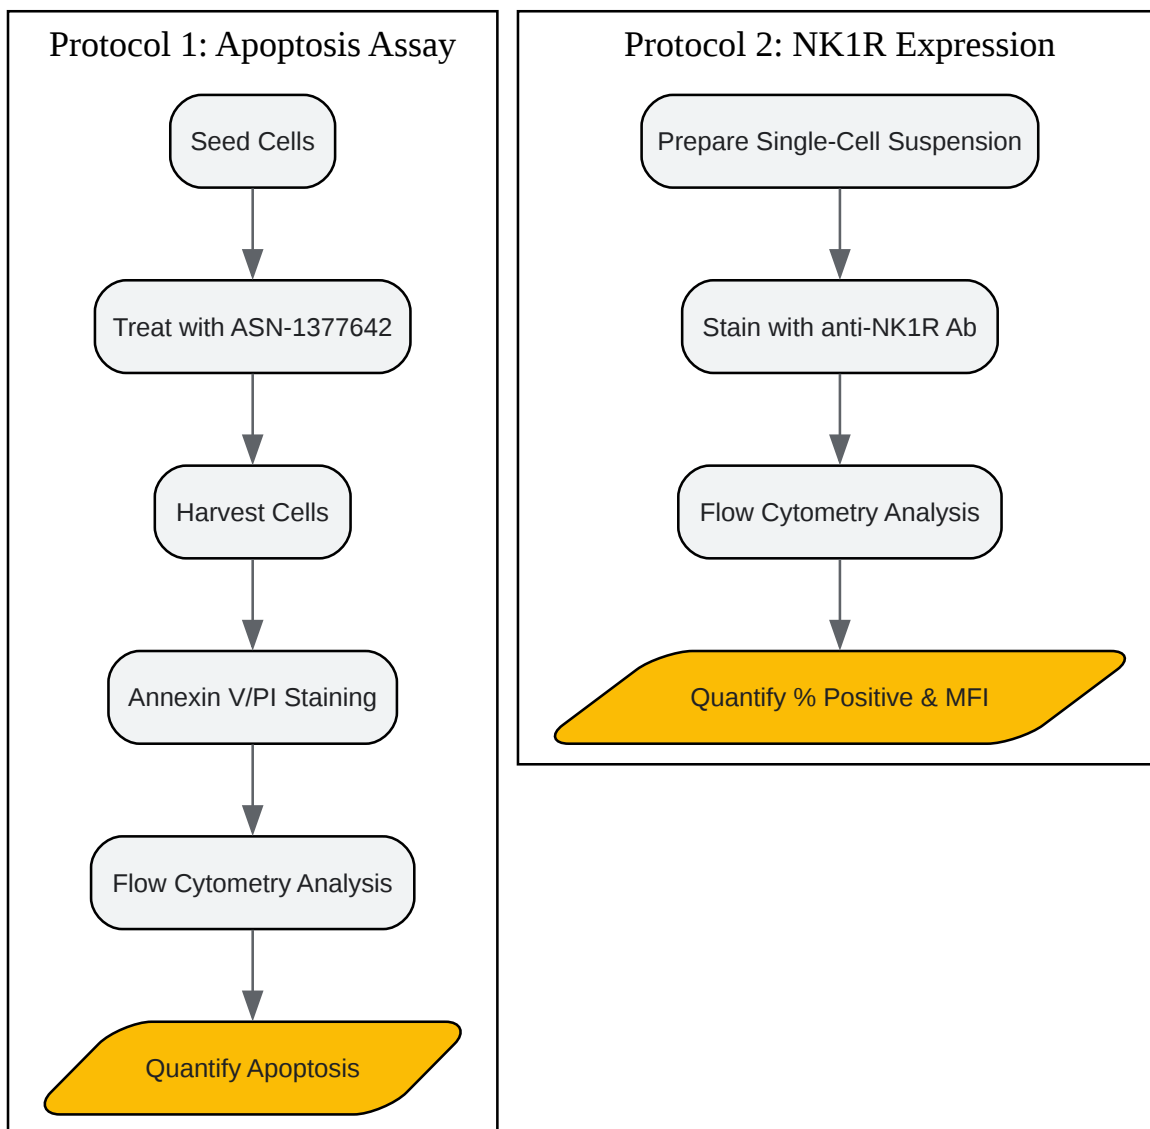 Protocol 1: Apoptosis Assay
Seed Cells
Treat with ASN-1377642
Harvest Cells
Annexin V/PI Staining
Flow Cytometry Analysis
Quantify Apoptosis
Protocol 2: NK1R Expression
Prepare Single-Cell Suspension
Stain with anti-NK1R Ab
Flow Cytometry Analysis
Quantify % Positive & MFI